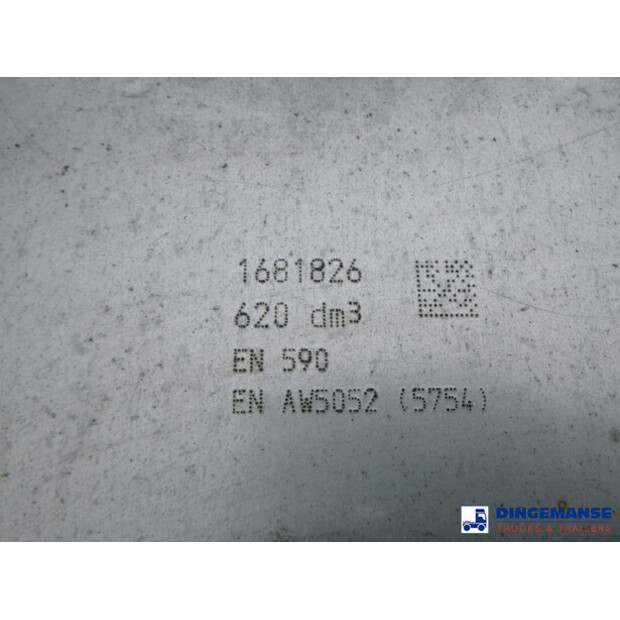 1681826
620 dm3
EN 590
EN AW5052 (5754)
DINGEMANSE
TRUCKS & TRAILERS